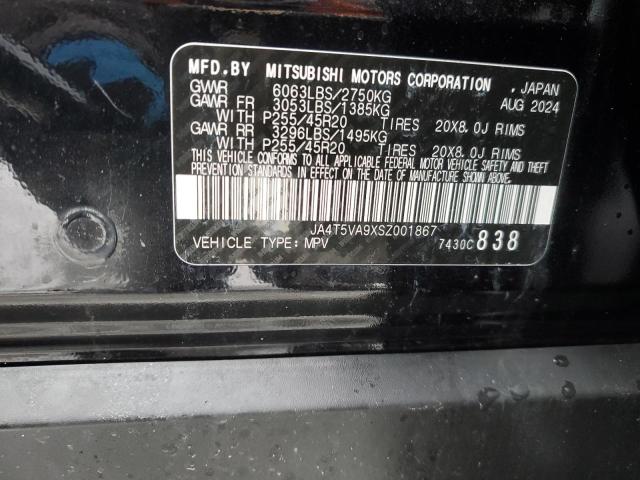 MFD.BY MITSUBISHI MOTORS CORPORATION , JAPAN
GVWR 6063LBS/2750KG AUG 2024
GAWR FR 3053LBS/1385KG
WITH P255/45R20 TIRES 20X8.0J RIMS
GAWR RR 3296LBS/1495KG
WITH P255/45R20 TIRES 20X8.0J RIMS
THIS VEHICLE CONFORMS TO ALL APPLICABLE FEDERAL MOTOR VEHICLE SAFETY AND THEFT
PREVENTION STANDARDS IN EFFECT ON THE DATE OF MANUFACTURE SHOWN ABOVE.
JA4T5VA9XSZ001867
VEHICLE TYPE: MPV 7430C 838